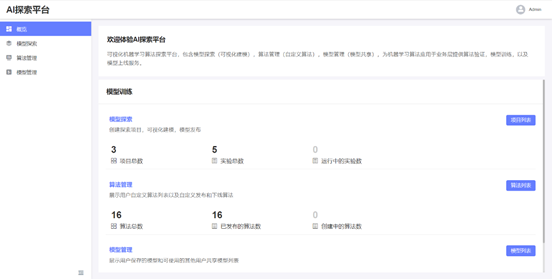 AI探索平台
Admin
概览
模型探索
算法管理
模型管理
欢迎体验AI探索平台
可视化机器学习算法探索平台，包含模型探索（可视化建模），算法管理（自定义算法），模型管理（模型共享）。为机器学习算法应用于业务处提供算法验证、模型训练、以及
模型上线服务。
模型训练
模型探索
项目列表
创建探索项目、可视化建模、模型发布
3
5
0
项目总数
实验总数
运行中的实验数
算法管理
算法列表
展示用户自定义算法列表以及自定义发布和下线算法
16
16
0
算法总数
已发布的算法数
创建中的算法数
模型管理
模型列表
展示用户保存的模型和可使用的其他用户共享模型列表